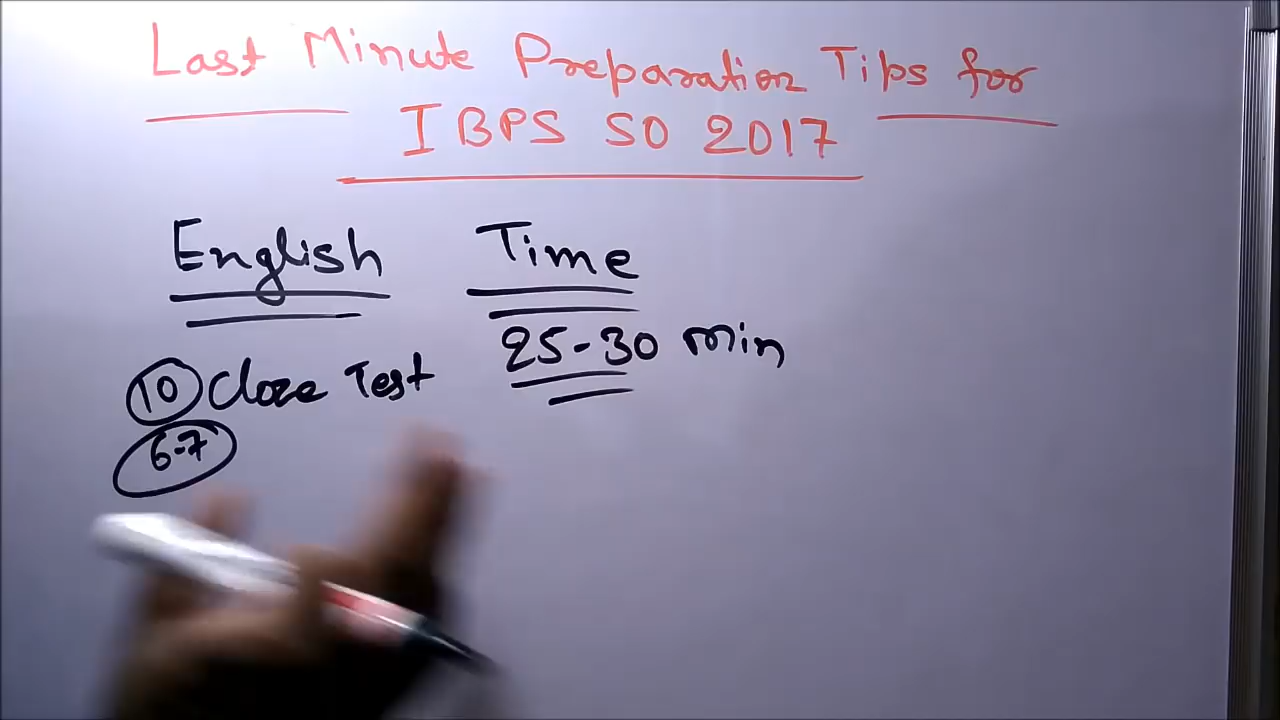 Last Minute Preparation Tips for
IBPS SO 2017
English Time
25-30 Min
10 Cloze Test
6-7